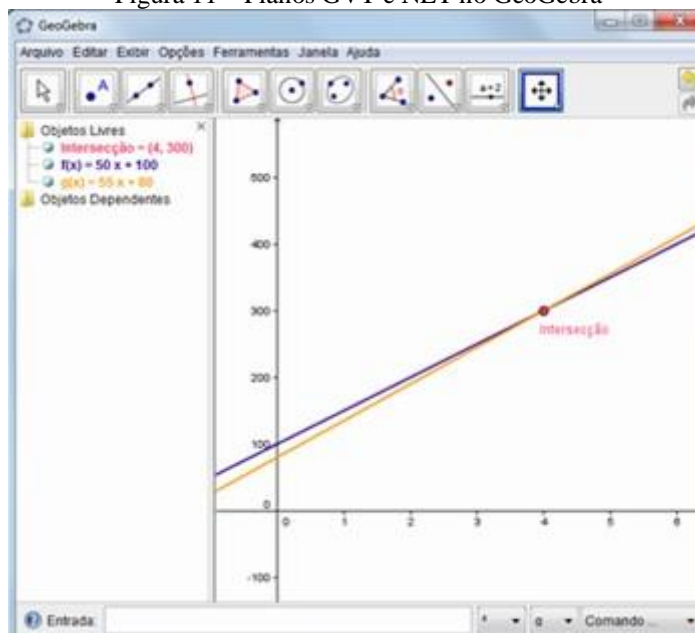 Figura 11 – Planos GVT e NET no GeoGebra
GeoGebra
Arquivo Editar Exibir Opções Ferramentas Janela Ajuda
A
a=2
Objetos Livres
Intersecção = (4, 300)
f(x) = 50 x + 100
g(x) = 55 x + 80
Objetos Dependentes
500
400
300
Intersecção
200
100
0
0 1 2 3 4 5 6
-100
Entrada:
α
Comando ...